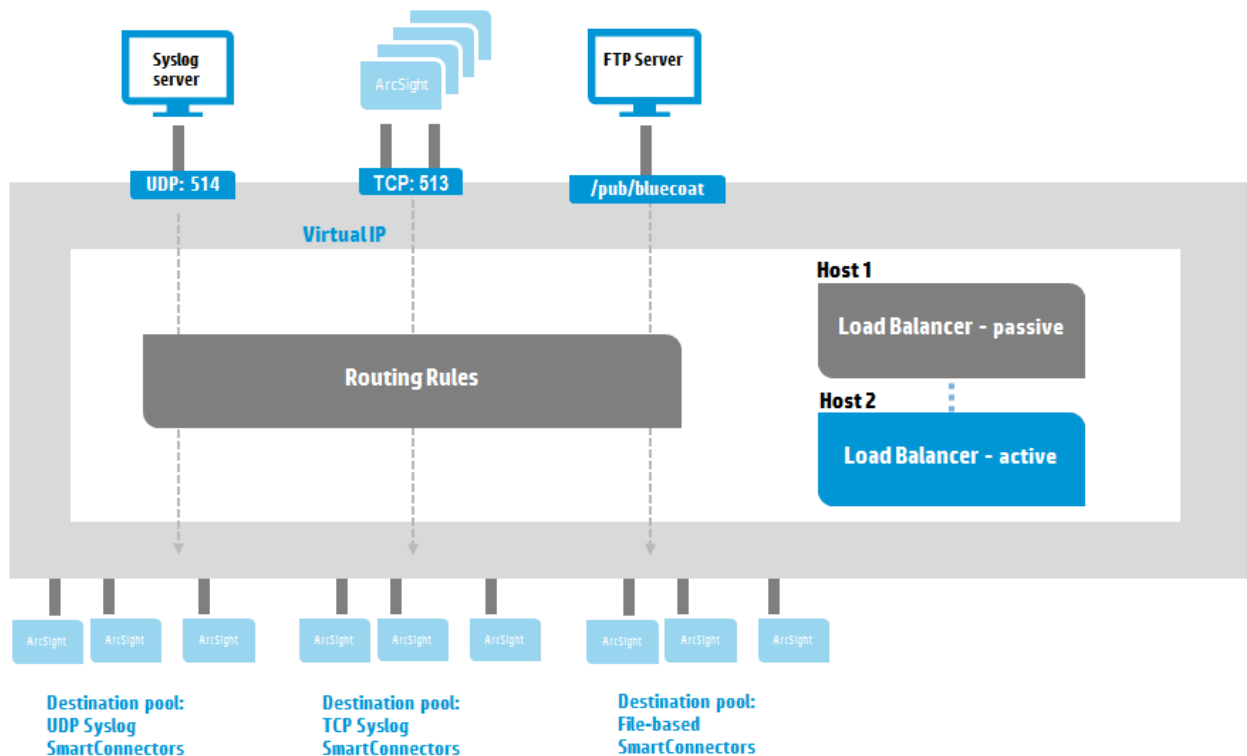 Syslog
server
ArcSight
FTP Server
UDP: 514
TCP: 513
/pub/bluecoat
Virtual IP
Host 1
Load Balancer - passive
Routing Rules
Host 2
Load Balancer - active
ArcSight
ArcSight
ArcSight
ArcSight
ArcSight
ArcSight
ArcSight
ArcSight
ArcSight
Destination pool:
UDP Syslog
SmartConnectors
Destination pool:
TCP Syslog
SmartConnectors
Destination pool:
File-based
SmartConnectors